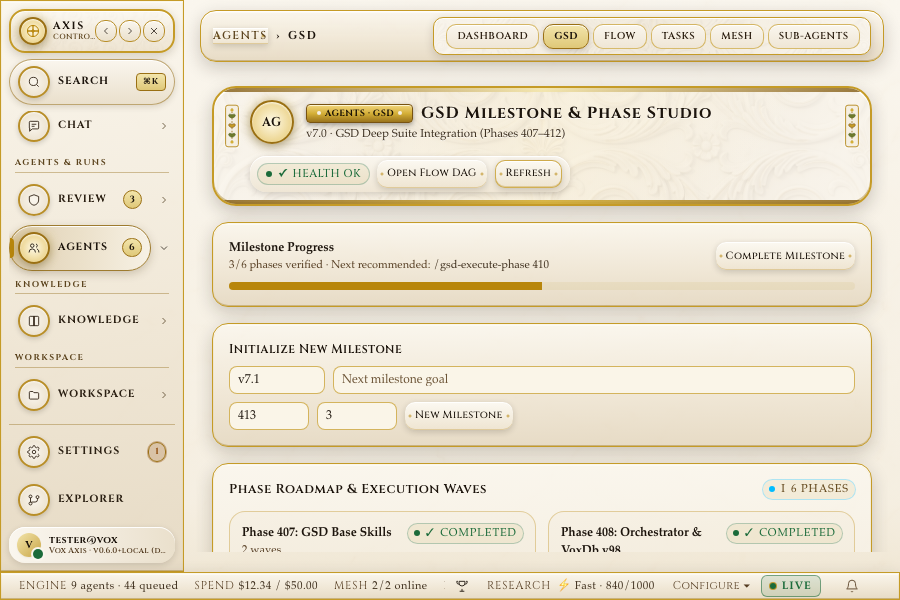 AXIS
CONTRO…
SEARCH
⌘K
CHAT
AGENTS & RUNS
REVIEW
3
AGENTS
6
KNOWLEDGE
KNOWLEDGE
WORKSPACE
WORKSPACE
SETTINGS
I
EXPLORER
V
TESTER@VOX
VOX AXIS · V0.6.0+LOCAL (D…
AGENTS › GSD
DASHBOARD
GSD
FLOW
TASKS
MESH
SUB-AGENTS
AG
AGENTS · GSD
GSD MILESTONE & PHASE STUDIO
v7.0 · GSD Deep Suite Integration (Phases 407–412)
✓ HEALTH OK
OPEN FLOW DAG
REFRESH
Milestone Progress
3/6 phases verified · Next recommended: /gsd-execute-phase 410
COMPLETE MILESTONE
INITIALIZE NEW MILESTONE
v7.1
Next milestone goal
413
3
NEW MILESTONE
PHASE ROADMAP & EXECUTION WAVES
I 6 PHASES
Phase 407: GSD Base Skills
✓ COMPLETED
2 waves
Phase 408: Orchestrator &
VoxDb v98
✓ COMPLETED
ENGINE 9 agents · 44 queued
SPEND $12.34 / $50.00
MESH 2/2 online
RESEARCH ⚡ Fast · 840/1000
CONFIGURE
LIVE